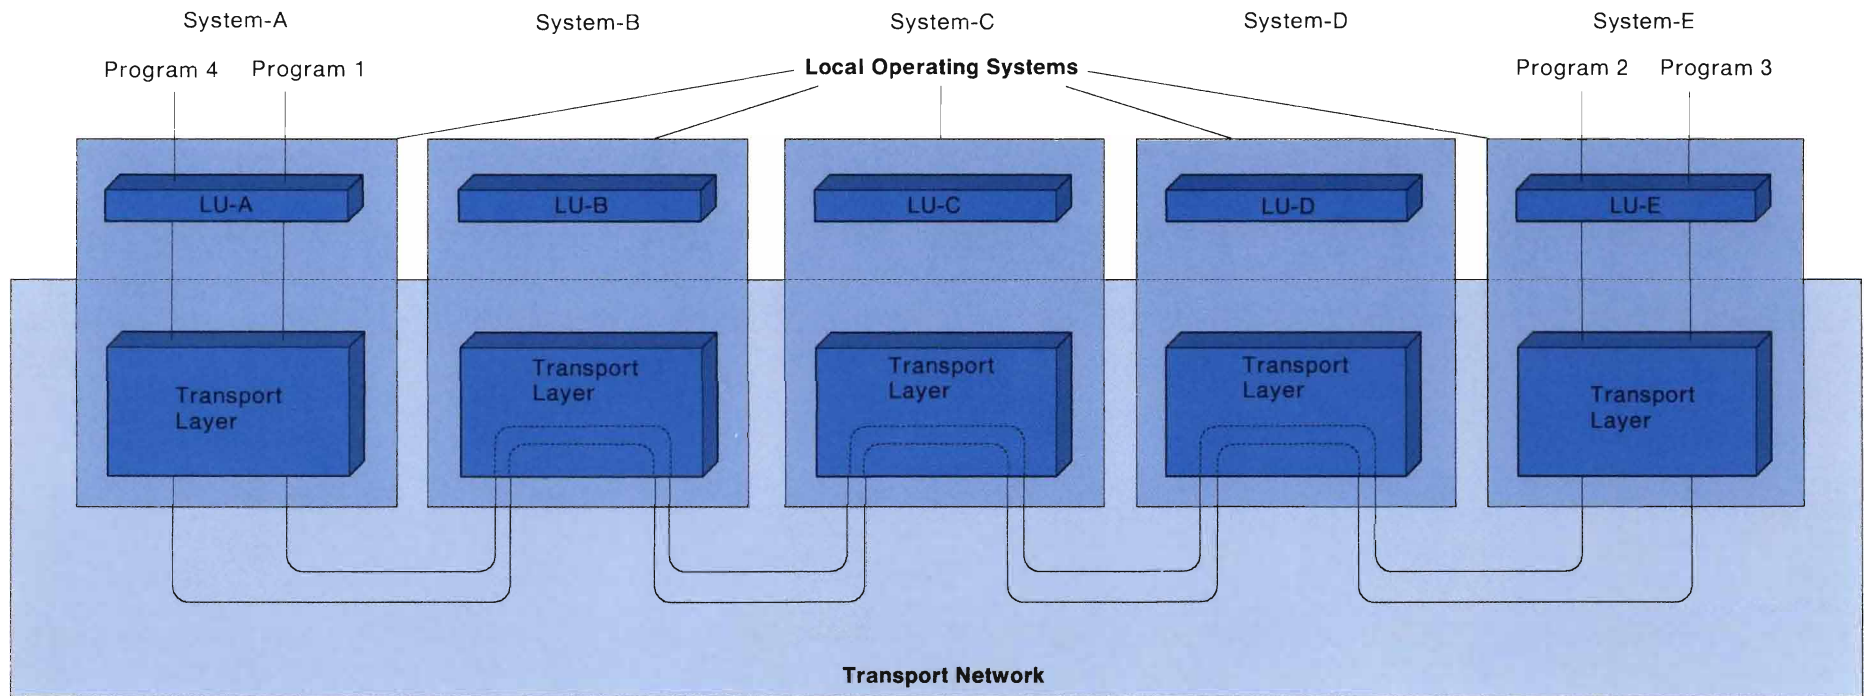 System-A
System-B
System-C
System-D
System-E
Program 4
Program 1
Local Operating Systems
Program 2
Program 3
LU-A
LU-B
LU-C
LU-D
LU-E
Transport
Layer
Transport
Layer
Transport
Layer
Transport
Layer
Transport
Layer
Transport Network